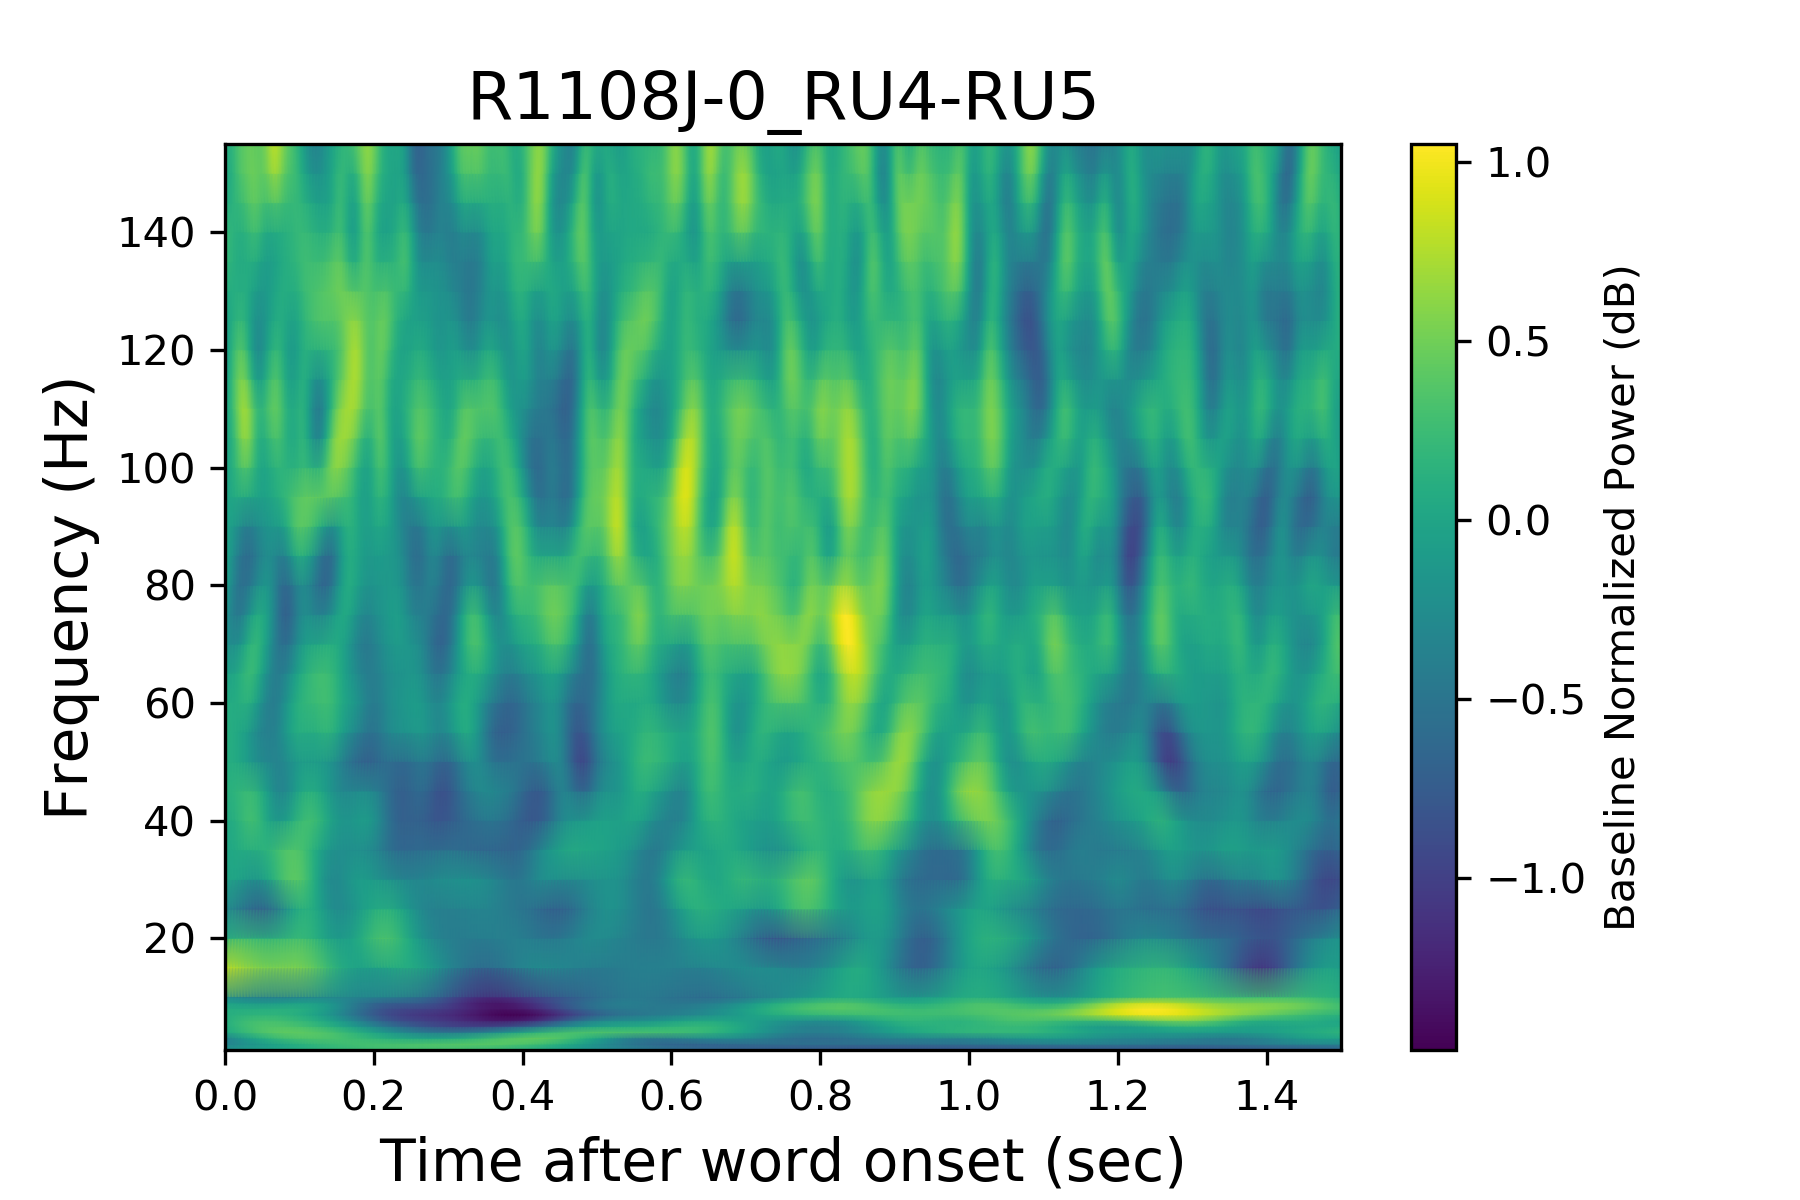 R1108J-0_RU4-RU5
140
120
100
80
60
40
20
Frequency (Hz)
0.0 0.2 0.4 0.6 0.8 1.0 1.2 1.4
Time after word onset (sec)
1.0
0.5
0.0
−0.5
−1.0
Baseline Normalized Power (dB)